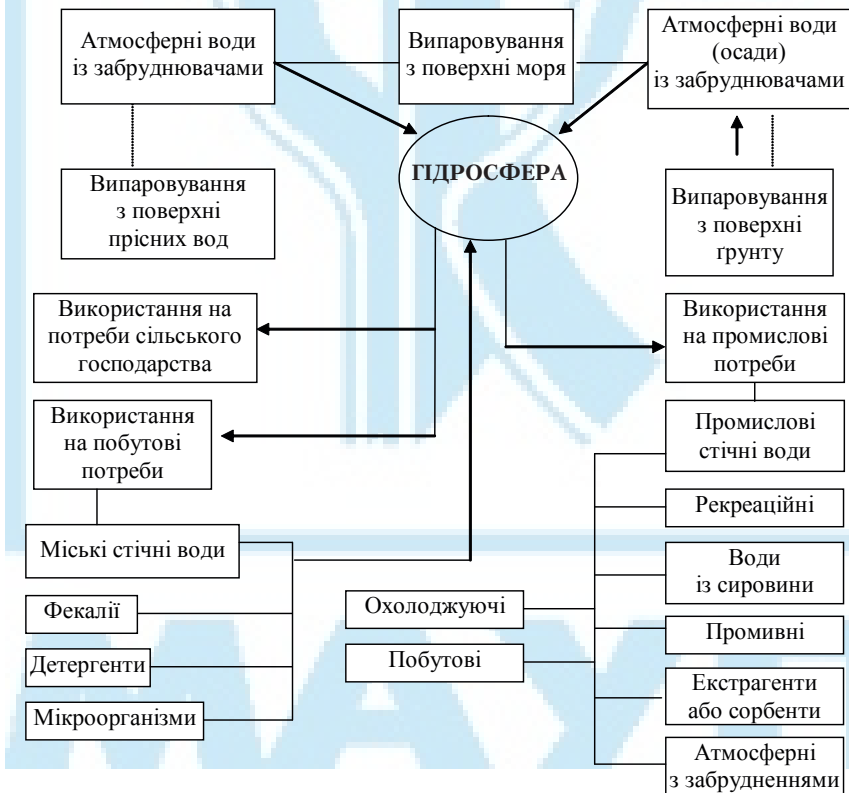 Атмосферні води
із забруднювачами
Випаровування
з поверхні моря
Атмосферні води
(осади)
із забруднювачами
ГІДРОСФЕРА
Випаровування
з поверхні
прісних вод
Випаровування
з поверхні
ґрунту
Використання на
потреби сільського
господарства
Використання
на промислові
потреби
Використання
на побутові
потреби
Промислові
стічні води
Рекреаційні
Міські стічні води
Води
із сировини
Фекалії
Охолоджуючі
Промивні
Детергенти
Побутові
Екстрагенти
або сорбенти
Мікроорганізми
Атмосферні
з забрудненнями